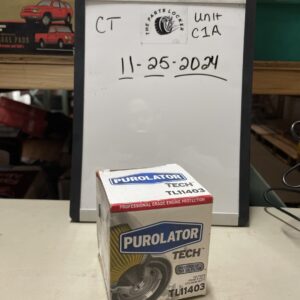 CT
THE PARTS LOCKER
Unit
C1A
11-25-2024
PUROLATOR
TECH
TL11403
PROFESSIONAL GRADE ENGINE PROTECTION
PUROLATOR
TECH
TL11403